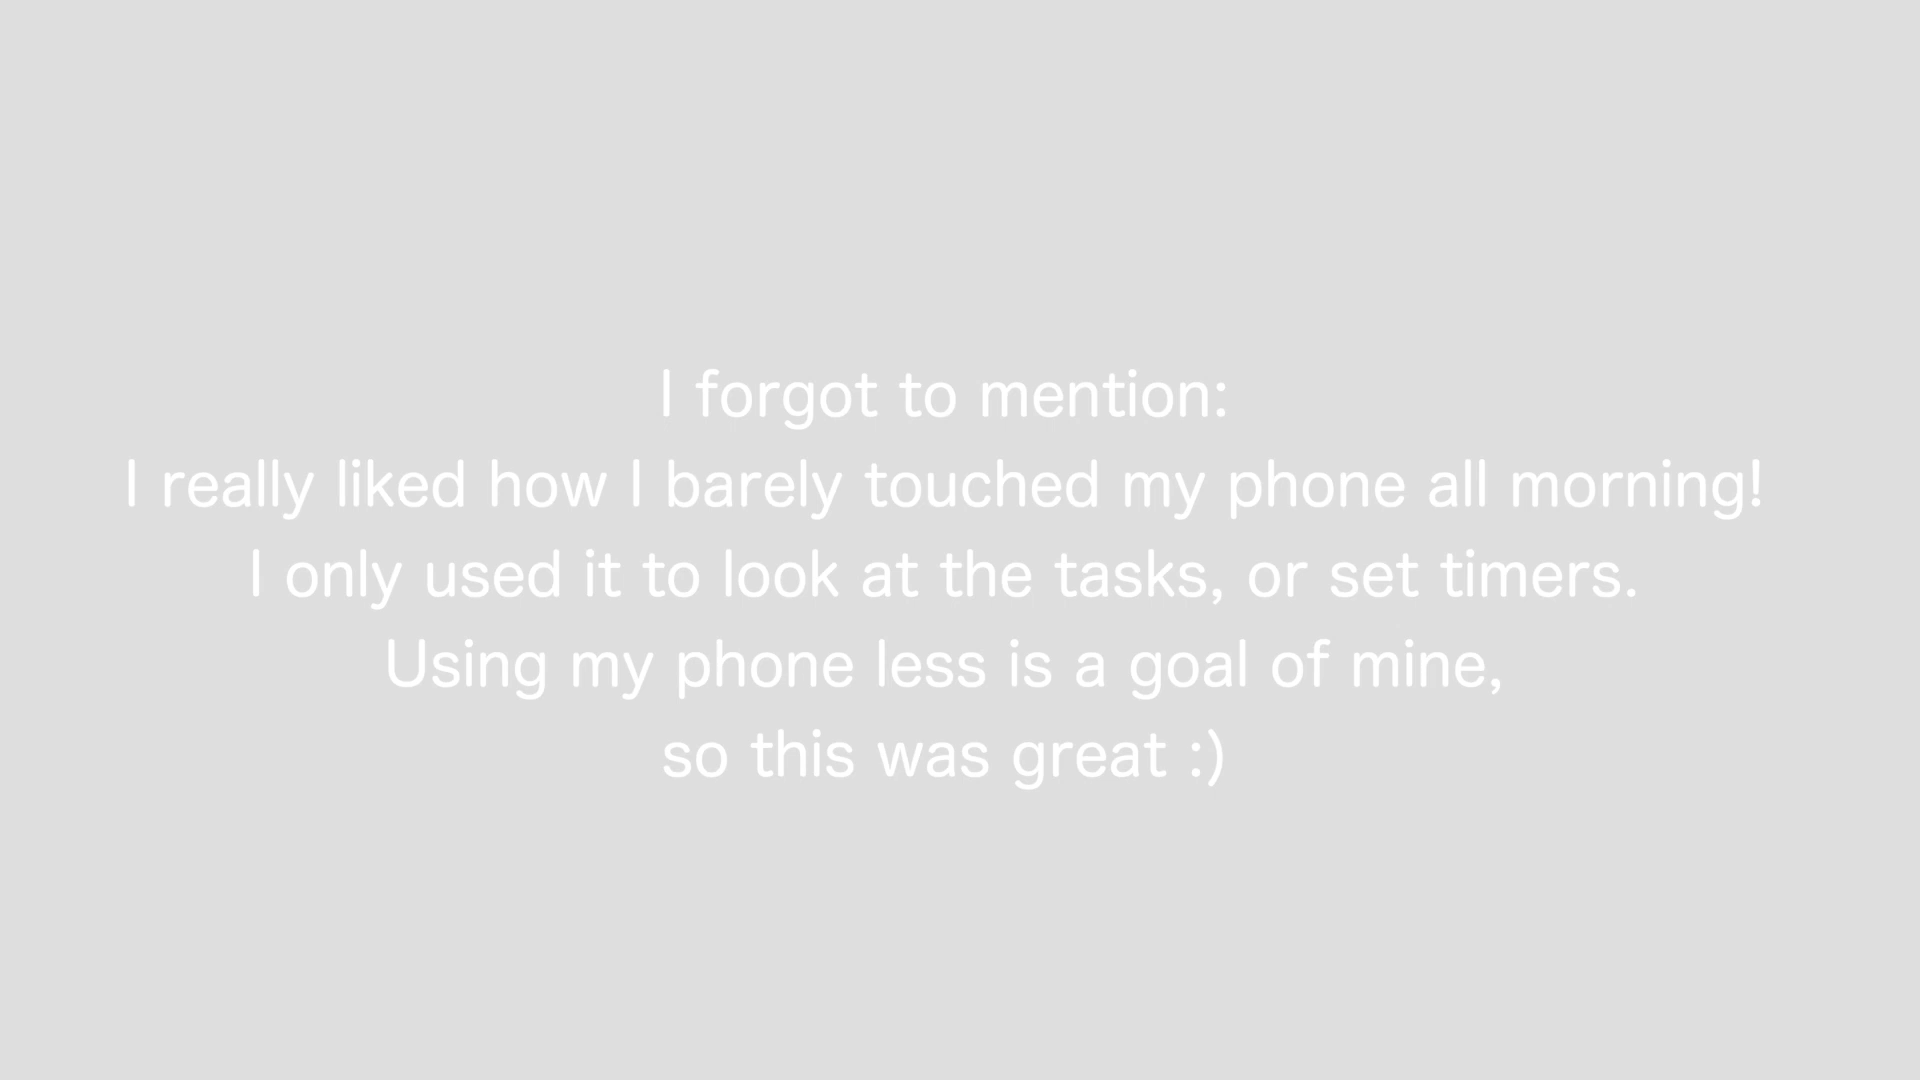 I forgot to mention:
I really liked how I barely touched my phone all morning!
I only used it to look at the tasks, or set timers.
Using my phone less is a goal of mine,
so this was great :)